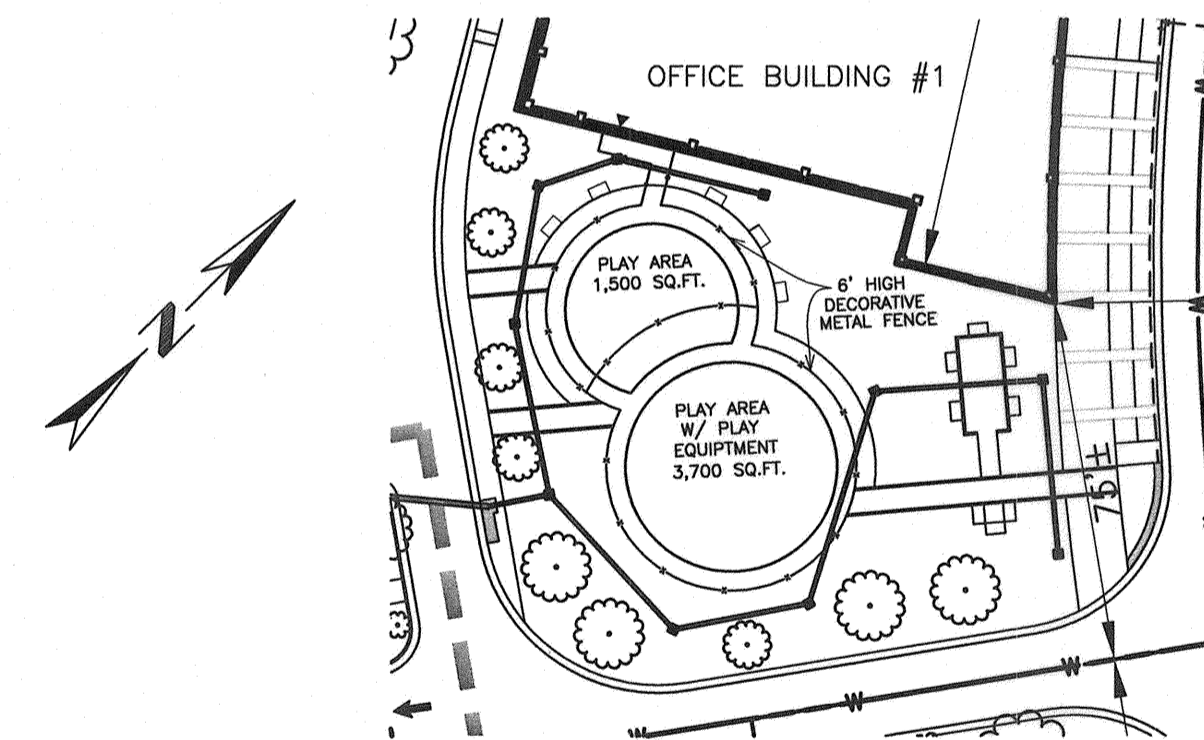 OFFICE BUILDING #1
PLAY AREA
1,500 SQ.FT.
6' HIGH
DECORATIVE
METAL FENCE
PLAY AREA
W/ PLAY
EQUIPTMENT
3,700 SQ.FT.
75' ±
N
W
W
W
W
W